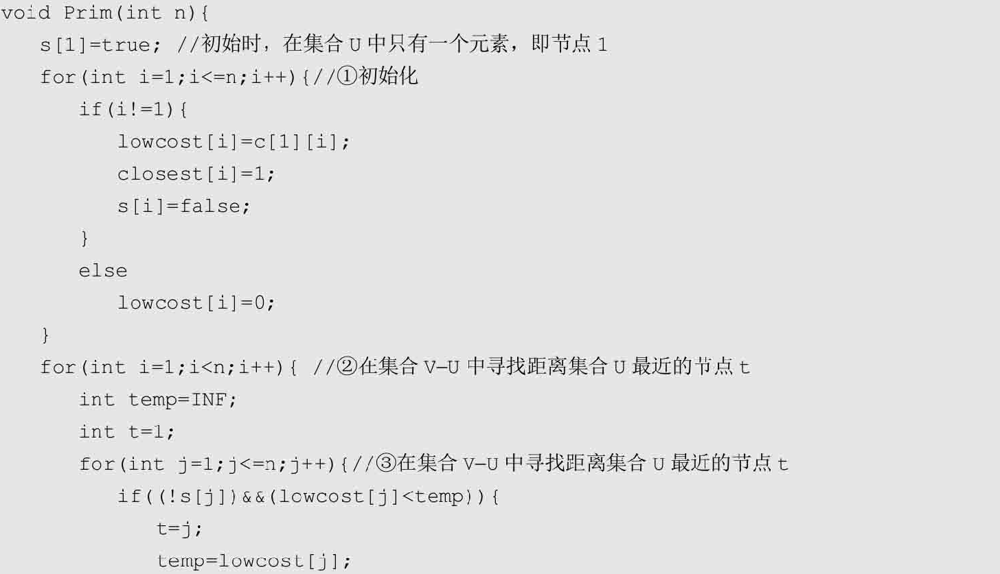 void Prim(int n){
s[1]=true; //初始时，在集合 U 中只有一个元素，即节点 1
for(int i=1;i<=n;i++){//①初始化
if(i!=1){
lowcost[i]=c[1][i];
closest[i]=1;
s[i]=false;
}
else
lowcost[i]=0;
}
for(int i=1;i<n;i++){ //②在集合 V–U 中寻找距离集合 U 最近的节点 t
int temp=INF;
int t=1;
for(int j=1;j<=n;j++){//③在集合 V–U 中寻找距离集合 U 最近的节点 t
if((!s[j])&&(lowcost[j]<temp)){
t=j;
temp=lowcost[j];